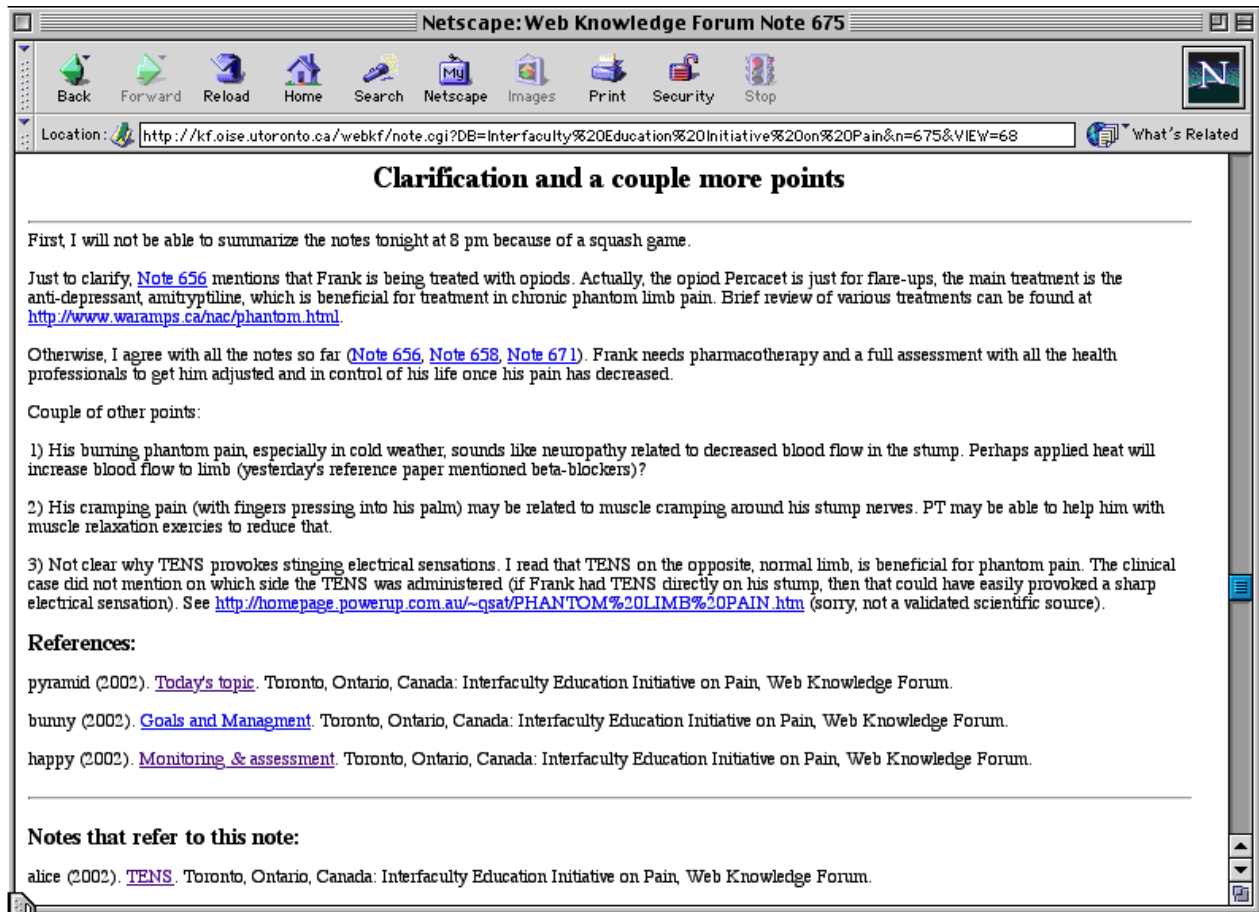 Netscape: Web Knowledge Forum Note 675
Back Forward Reload Home Search Netscape Images Print Security Stop
My
N
Location: http://kf.oise.utoronto.ca/webkf/note.cgi?DB=Interfaculty%20Education%20Initiative%20on%20Pain&n=675&VIEW=68 What's Related
Clarification and a couple more points
First, I will not be able to summarize the notes tonight at 8 pm because of a squash game.
Just to clarify, Note 656 mentions that Frank is being treated with opiods. Actually, the opiod Percacet is just for flare-ups, the main treatment is the
anti-depressant, amitryptiline, which is beneficial for treatment in chronic phantom limb pain. Brief review of various treatments can be found at
http://www.waramps.ca/nac/phantom.html.
Otherwise, I agree with all the notes so far (Note 656, Note 658, Note 671). Frank needs pharmacotherapy and a full assessment with all the health
professionals to get him adjusted and in control of his life once his pain has decreased.
Couple of other points:
1) His burning phantom pain, especially in cold weather, sounds like neuropathy related to decreased blood flow in the stump. Perhaps applied heat will
increase blood flow to limb (yesterday's reference paper mentioned beta-blockers)?
2) His cramping pain (with fingers pressing into his palm) may be related to muscle cramping around his stump nerves. PT may be able to help him with
muscle relaxation exercies to reduce that.
3) Not clear why TENS provokes stinging electrical sensations. I read that TENS on the opposite, normal limb, is beneficial for phantom pain. The clinical
case did not mention on which side the TENS was administered (if Frank had TENS directly on his stump, then that could have easily provoked a sharp
electrical sensation). See http://homepage.powerup.com.au/~qsat/PHANTOM%20LIMB%20PAIN.htm (sorry, not a validated scientific source).
References:
pyramid (2002). Today's topic. Toronto, Ontario, Canada: Interfaculty Education Initiative on Pain, Web Knowledge Forum.
bunny (2002). Goals and Managment. Toronto, Ontario, Canada: Interfaculty Education Initiative on Pain, Web Knowledge Forum.
happy (2002). Monitoring & assessment. Toronto, Ontario, Canada: Interfaculty Education Initiative on Pain, Web Knowledge Forum.
Notes that refer to this note:
alice (2002). TENS. Toronto, Ontario, Canada: Interfaculty Education Initiative on Pain, Web Knowledge Forum.